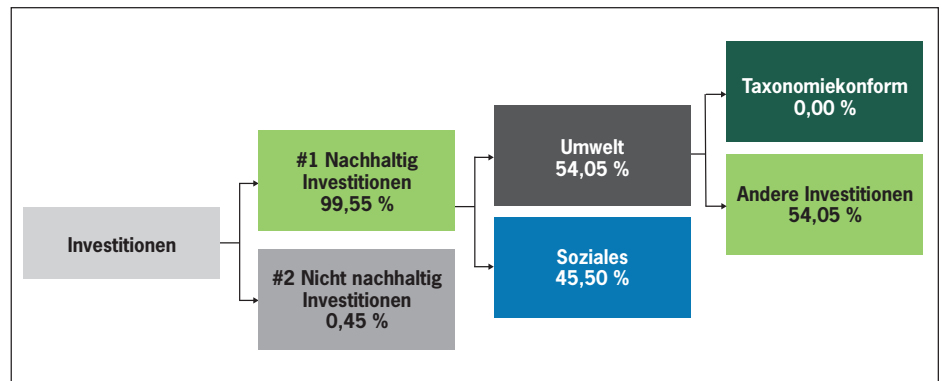 Investitionen
#1 Nachhaltig
Investitionen
99,55 %
#2 Nicht nachhaltig
Investitionen
0,45 %
Umwelt
54,05 %
Soziales
45,50 %
Taxonomiekonform
0,00 %
Andere Investitionen
54,05 %